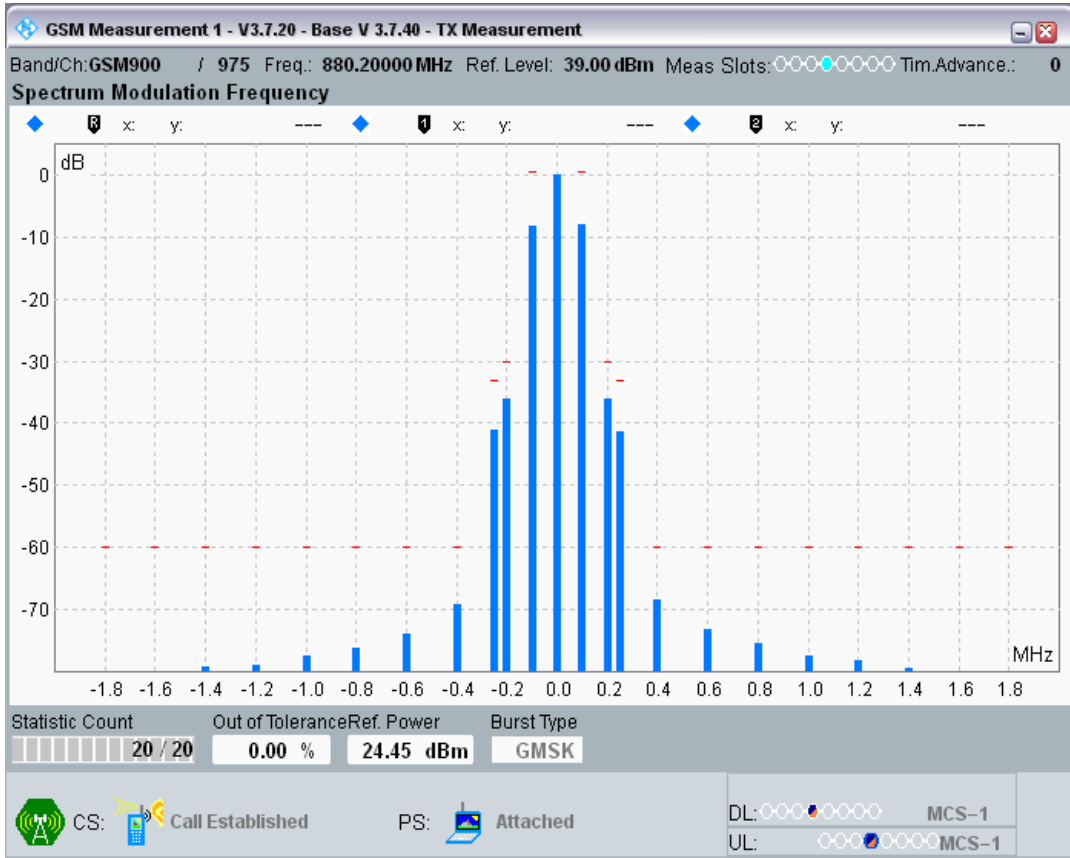 GSM Measurement 1 - V3.7.20 - Base V 3.7.40 - TX Measurement
Band/Ch:GSM900 / 975 Freq.: 880.20000 MHz Ref. Level: 39.00 dBm Meas Slots: Tim.Advance.: 0
Spectrum Modulation Frequency
R x: y: --- 1 x: y: --- 2 x: y: ---
dB
0
-10
-20
-30
-40
-50
-60
-70
MHz
-1.8 -1.6 -1.4 -1.2 -1.0 -0.8 -0.6 -0.4 -0.2 0.0 0.2 0.4 0.6 0.8 1.0 1.2 1.4 1.6 1.8
Statistic Count Out of Tolerance Ref. Power Burst Type
20 / 20 0.00 % 24.45 dBm GMSK
CS: Call Established PS: Attached
DL: MCS-1
UL: MCS-1